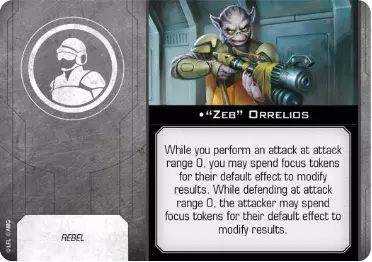 •"Zeb" Orrelios
While you perform an attack at attack
range 0, you may spend focus tokens
for their default effect to modify
results. While defending at attack
range 0, the attacker may spend
focus tokens for their default effect to
modify results.
REBEL
© LFL © AMG